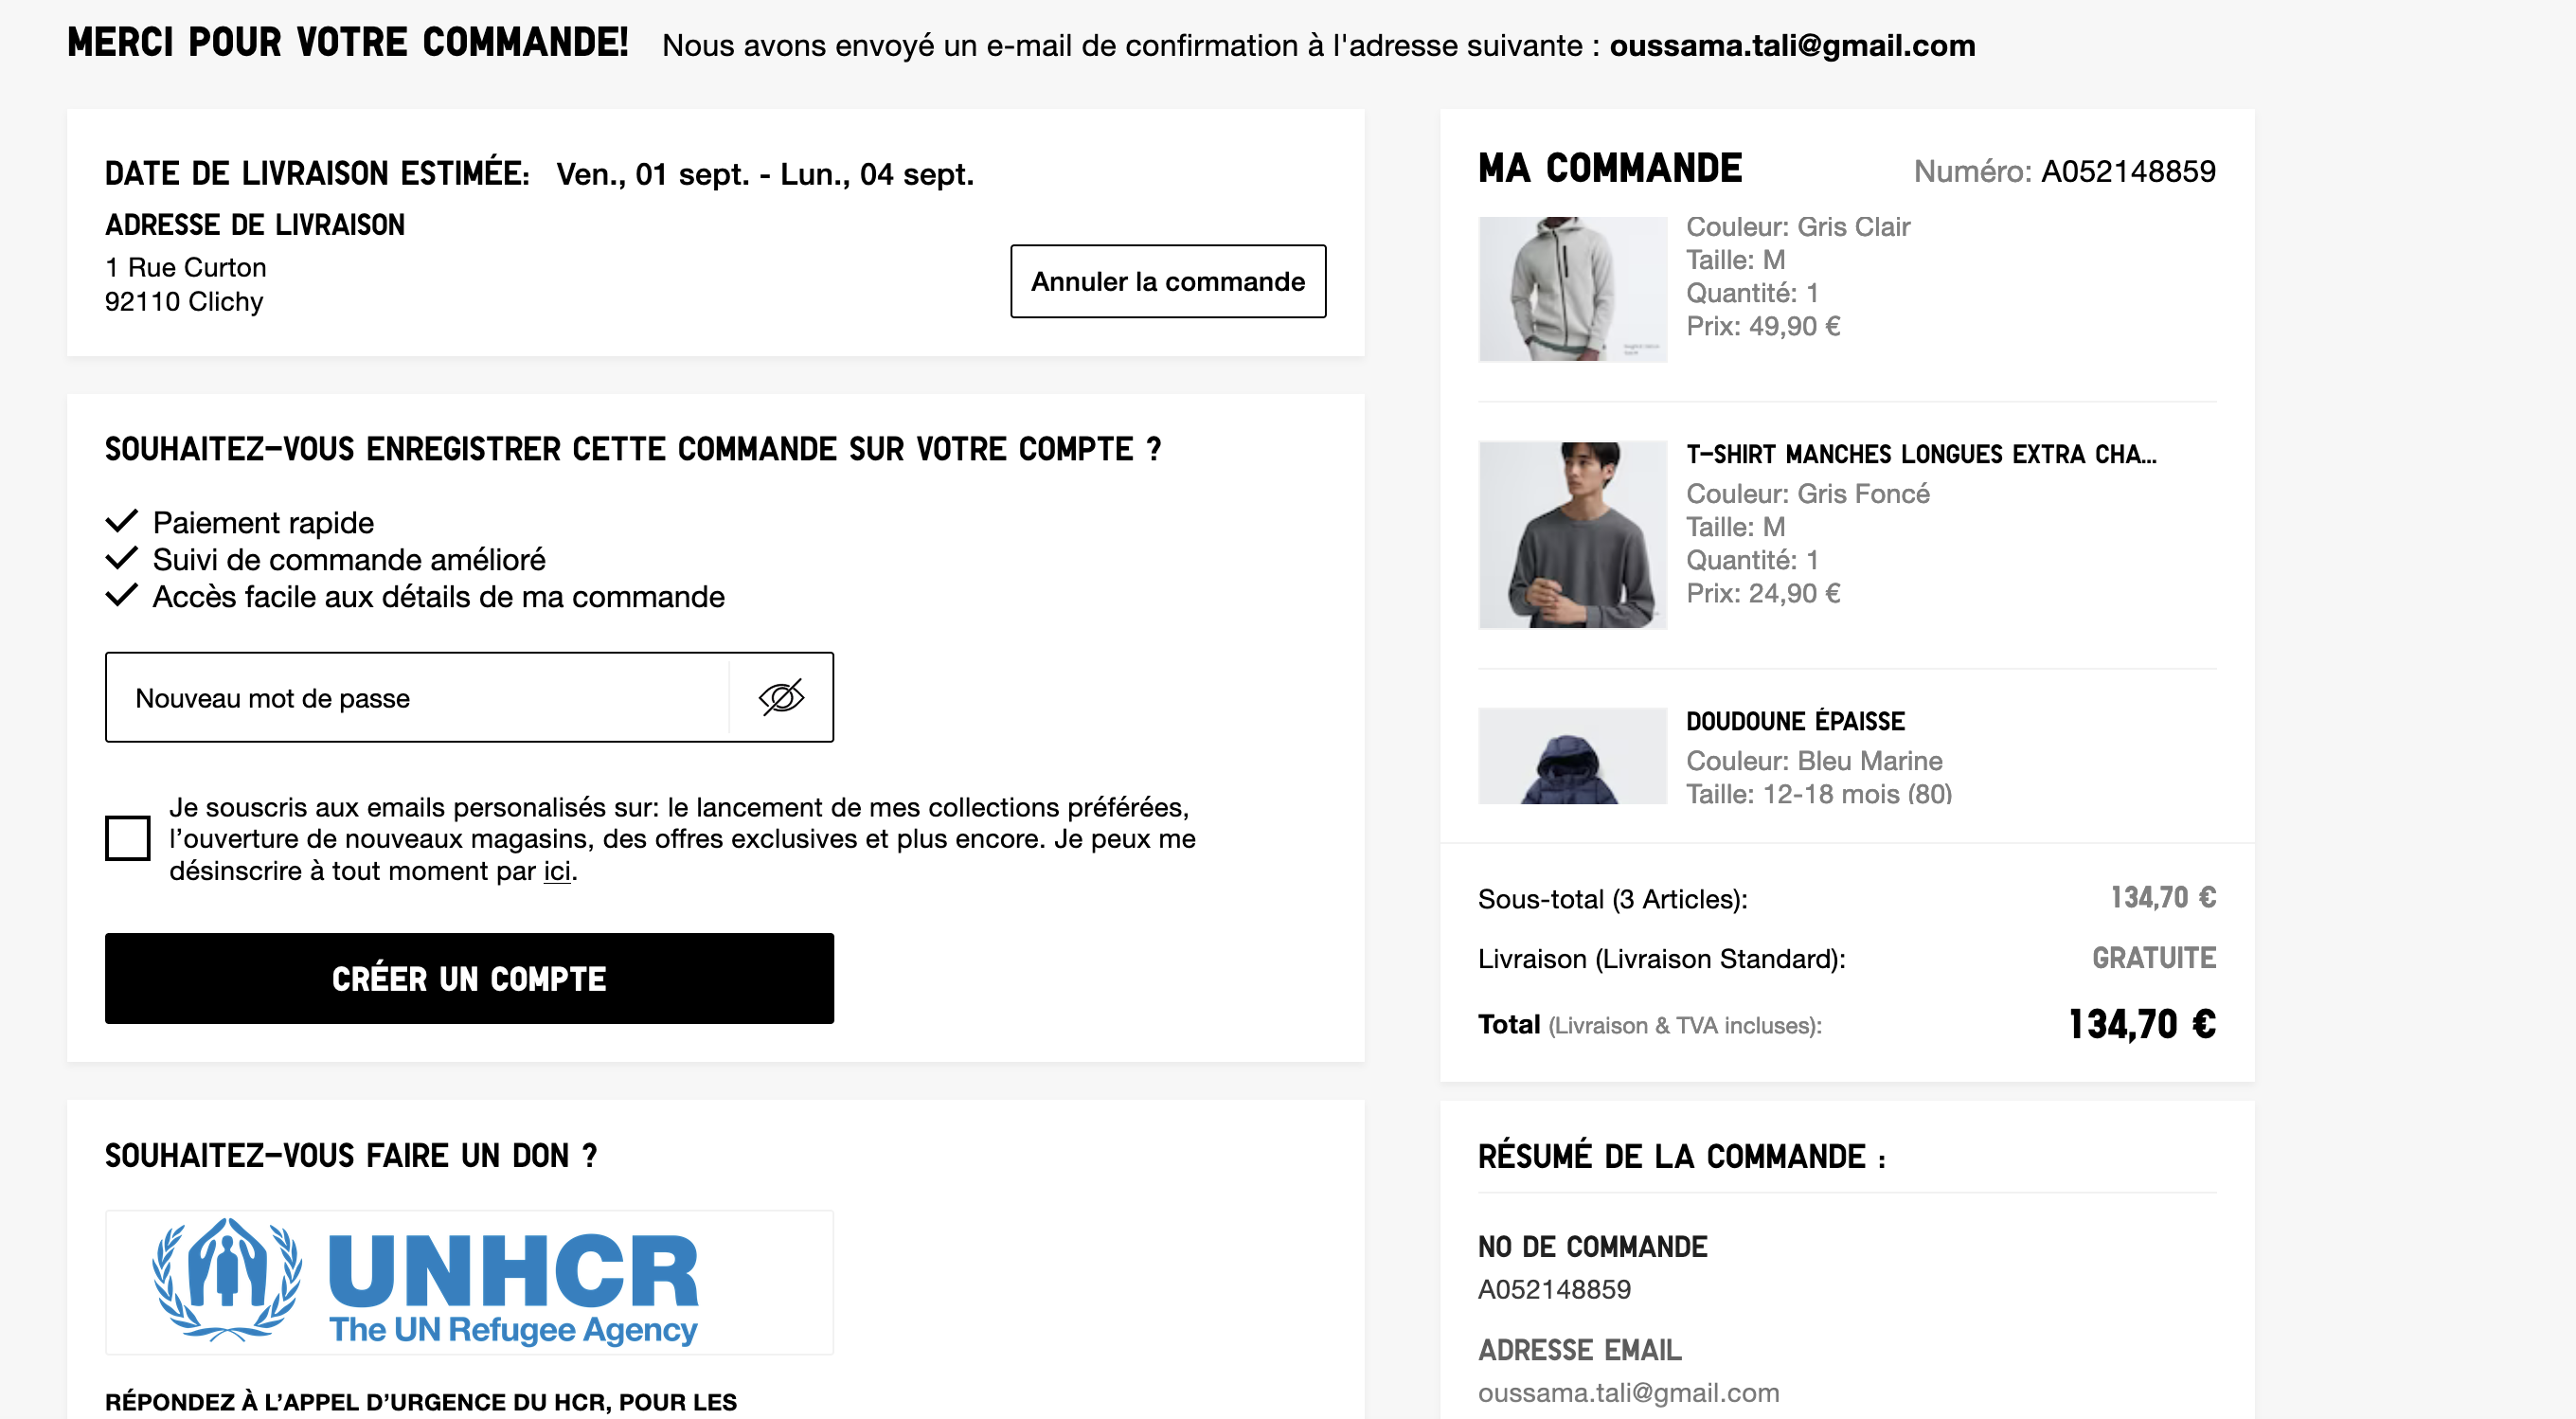 MERCI POUR VOTRE COMMANDE! Nous avons envoyé un e-mail de confirmation à l'adresse suivante : oussama.tali@gmail.com
DATE DE LIVRAISON ESTIMÉE: Ven., 01 sept. - Lun., 04 sept.
ADRESSE DE LIVRAISON
1 Rue Curton
92110 Clichy
Annuler la commande
SOUHAITEZ-VOUS ENREGISTRER CETTE COMMANDE SUR VOTRE COMPTE ?
Paiement rapide
Suivi de commande amélioré
Accès facile aux détails de ma commande
Nouveau mot de passe
Je souscris aux emails personalisés sur: le lancement de mes collections préférées,
l’ouverture de nouveaux magasins, des offres exclusives et plus encore. Je peux me
désinscrire à tout moment par ici.
CRÉER UN COMPTE
SOUHAITEZ-VOUS FAIRE UN DON ?
UNHCR
The UN Refugee Agency
RÉPONDEZ À L’APPEL D’URGENCE DU HCR, POUR LES
MA COMMANDE Numéro: A052148859
Couleur: Gris Clair
Taille: M
Quantité: 1
Prix: 49,90 €
T-SHIRT MANCHES LONGUES EXTRA CHA...
Couleur: Gris Foncé
Taille: M
Quantité: 1
Prix: 24,90 €
DOUDOUNE ÉPAISSE
Couleur: Bleu Marine
Taille: 12-18 mois (80)
Sous-total (3 Articles): 134,70 €
Livraison (Livraison Standard): GRATUITE
Total (Livraison & TVA incluses): 134,70 €
RÉSUMÉ DE LA COMMANDE :
NO DE COMMANDE
A052148859
ADRESSE EMAIL
oussama.tali@gmail.com